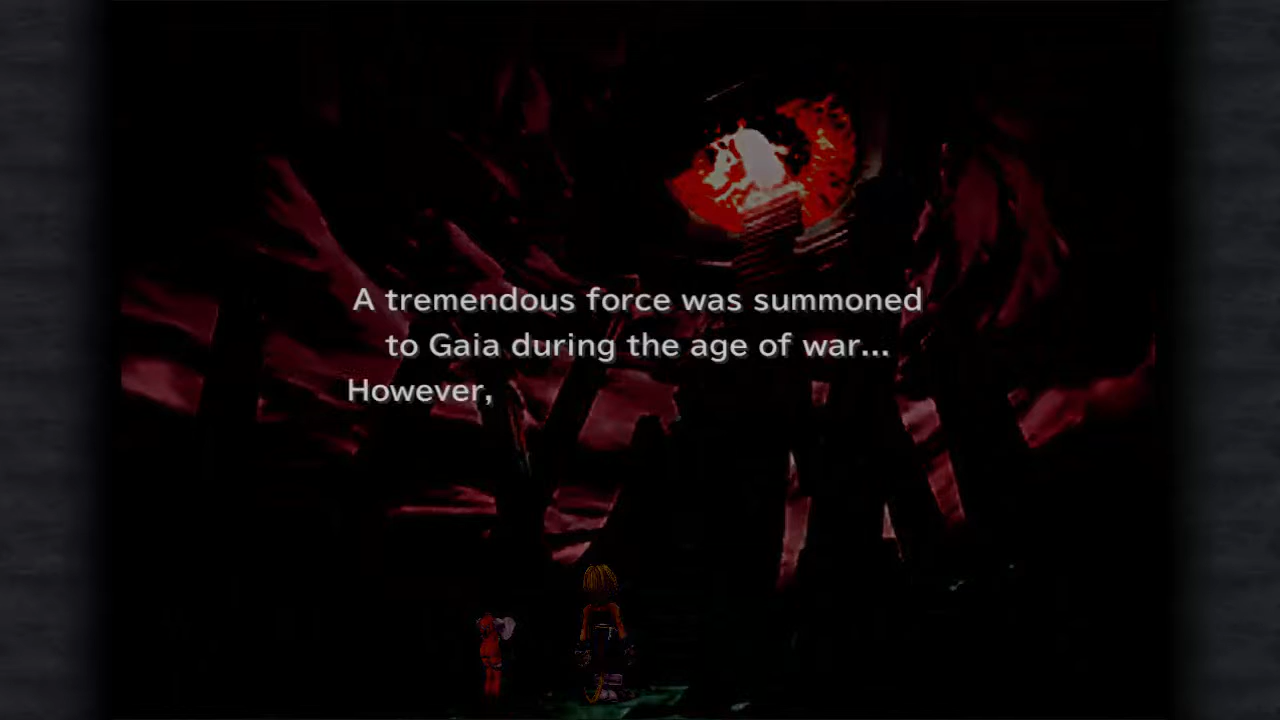 A tremendous force was summoned
to Gaia during the age of war...
However,